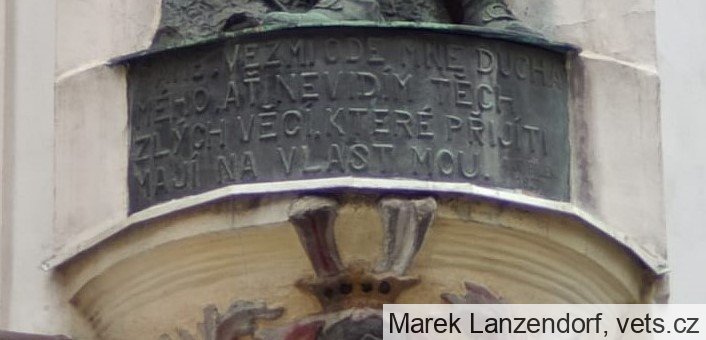 VEZMI ODE MNE DUCHA
MÉHO, AŤ NEVIDÍM TĚCH
ZLÝCH VĚCÍ, KTERÉ PŘIJÍTI
MAJÍ NA VLAST MOU.
Marek Lanzendorf, vets.cz